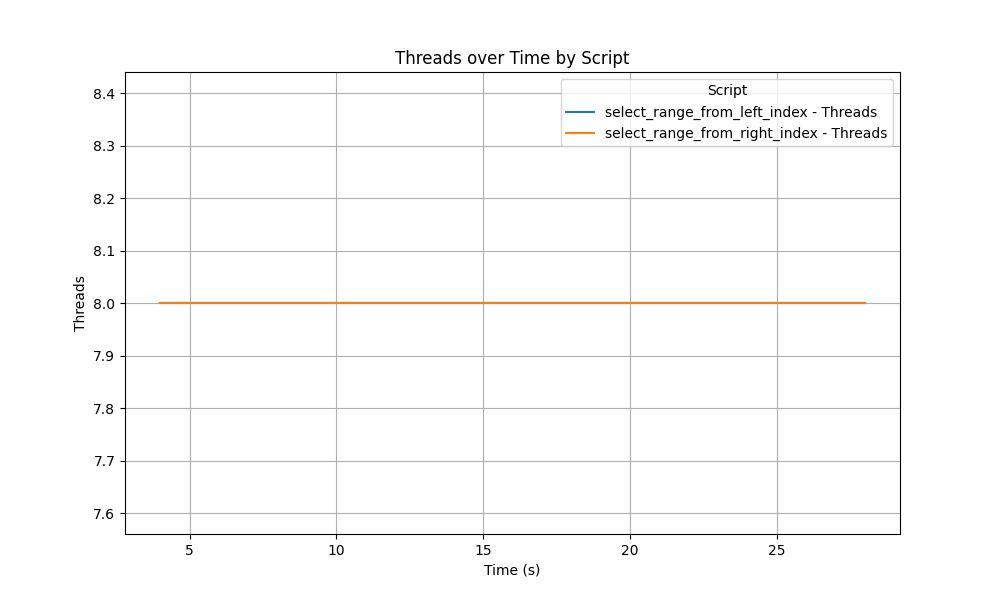 Threads over Time by Script
Script
select_range_from_left_index - Threads
select_range_from_right_index - Threads
Threads
8.4
8.3
8.2
8.1
8.0
7.9
7.8
7.7
7.6
5
10
15
20
25
Time (s)